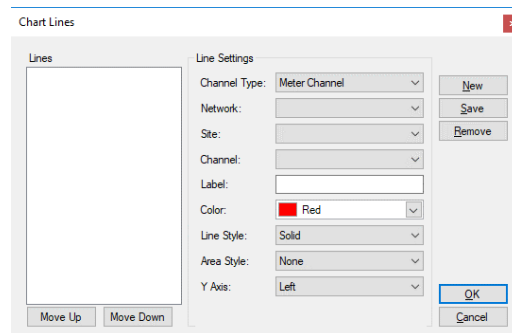 Chart Lines
Lines
Line Settings
Channel Type: Meter Channel
New
Network:
Save
Site:
Remove
Channel:
Label:
Color: Red
Line Style: Solid
Area Style: None
Y Axis: Left
OK
Move Up Move Down
Cancel